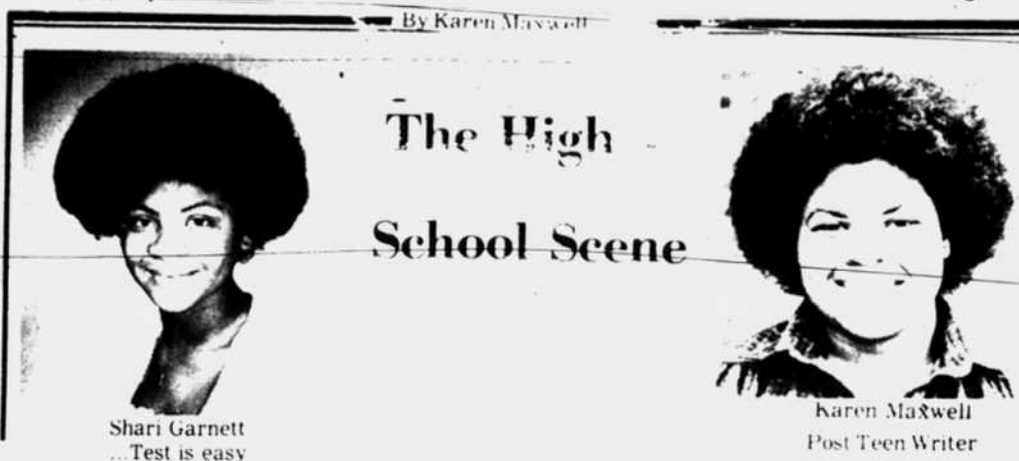 By Karen Maxwell
The High
School Scene
Shari Garnett
...Test is easy
Karen Maxwell
Post Teen Writer